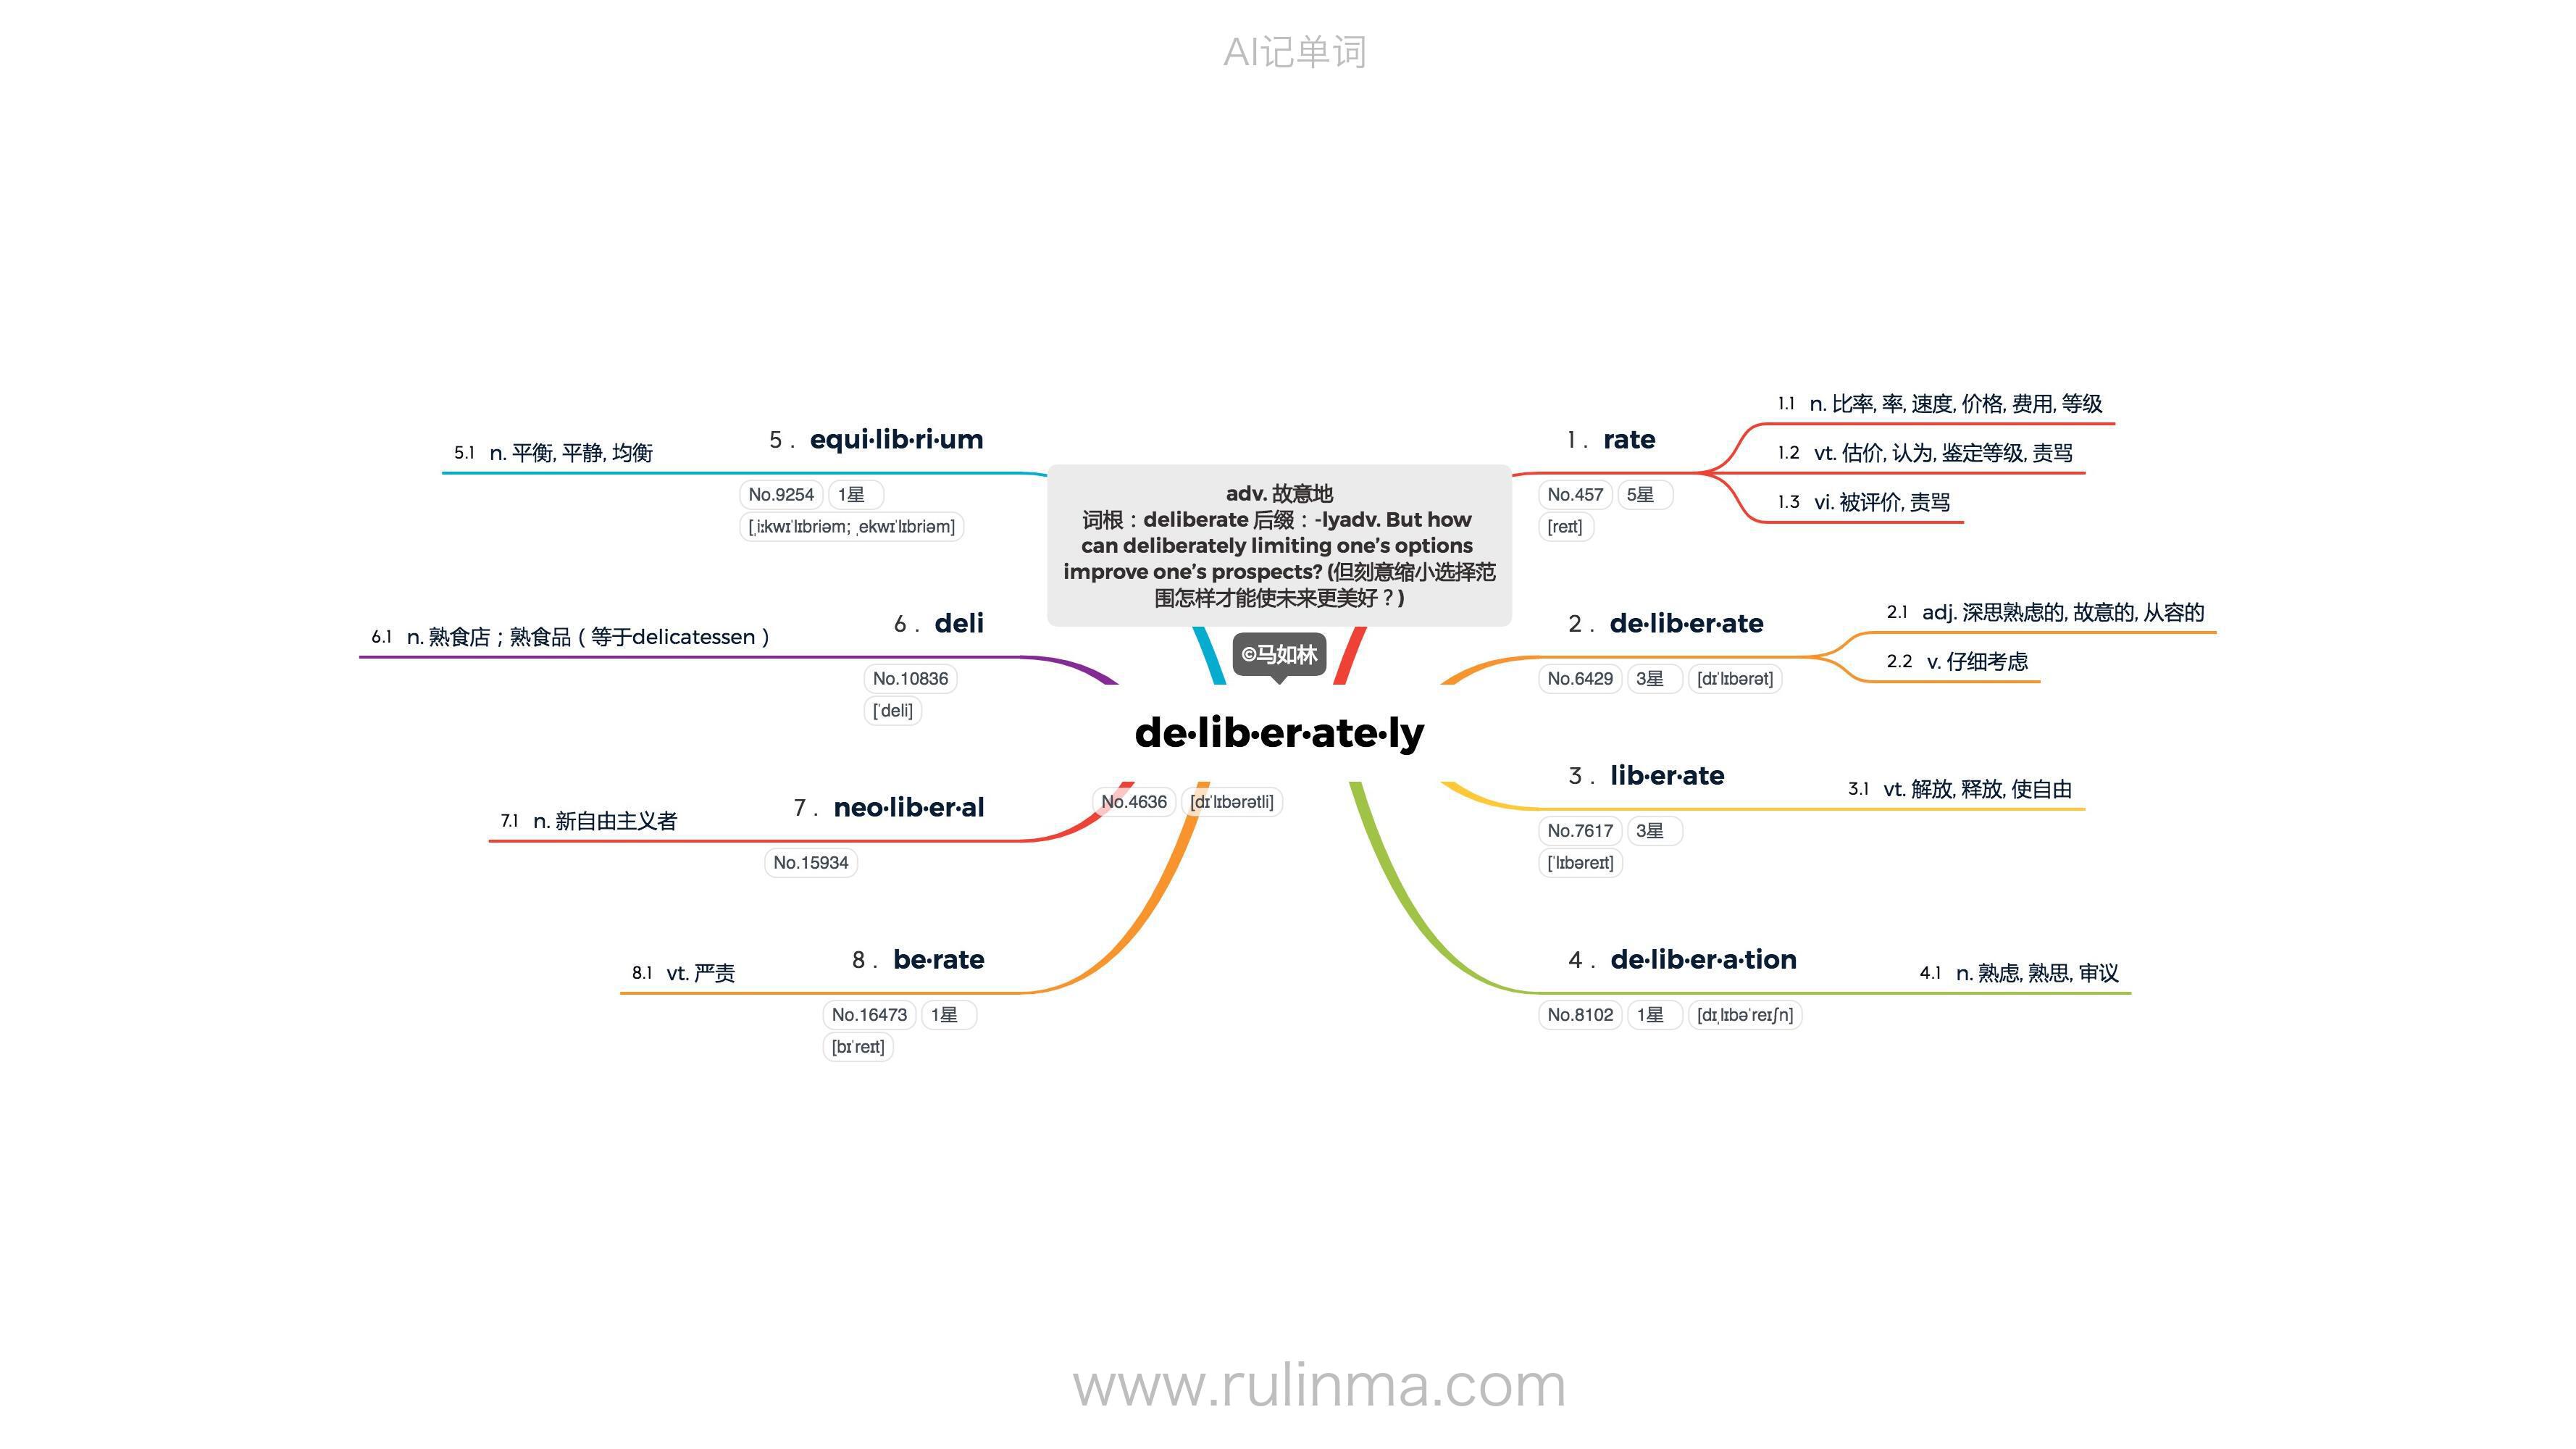 AI记单词
adv. 故意地
词根：deliberate 后缀：-lyadv. But how
can deliberately limiting one’s options
improve one’s prospects? (但刻意缩小选择范
围怎样才能使未来更美好？)
©马如林
de·lib·er·ate·ly
No.4636 [dɪˈlɪbərətli]
1. rate
No.457 5星
[reɪt]
1.1 n. 比率, 率, 速度, 价格, 费用, 等级
1.2 vt. 估价, 认为, 鉴定等级, 责骂
1.3 vi. 被评价, 责骂
2. de·lib·er·ate
No.6429 3星 [dɪˈlɪbərət]
2.1 adj. 深思熟虑的, 故意的, 从容的
2.2 v. 仔细考虑
3. lib·er·ate
No.7617 3星
[ˈlɪbəreɪt]
3.1 vt. 解放, 释放, 使自由
4. de·lib·er·a·tion
No.8102 1星 [dɪˌlɪbəˈreɪʃn]
4.1 n. 熟虑, 熟思, 审议
5. equi·lib·ri·um
No.9254 1星
[ˌiːkwɪˈlɪbriəm; ˌekwɪˈlɪbriəm]
5.1 n. 平衡, 平静, 均衡
6. deli
No.10836
[ˈdeli]
6.1 n. 熟食店；熟食品（等于delicatessen）
7. neo·lib·er·al
No.15934
7.1 n. 新自由主义者
8. be·rate
No.16473 1星
[bɪˈreɪt]
8.1 vt. 严责
www.rulinma.com